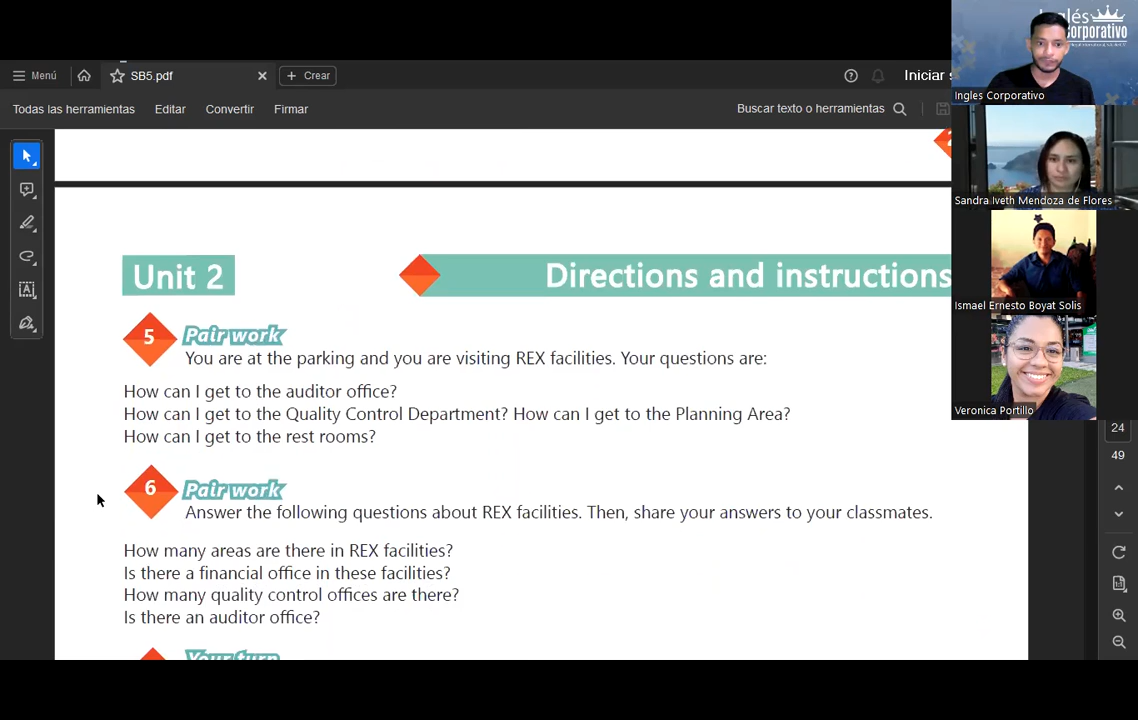 Menú
SB5.pdf
Crear
Iniciar s
Todas las herramientas
Editar
Convertir
Firmar
Buscar texto o herramientas
Unit 2
Directions and instructions
5
Pair work
You are at the parking and you are visiting REX facilities. Your questions are:
How can I get to the auditor office?
How can I get to the Quality Control Department? How can I get to the Planning Area?
How can I get to the rest rooms?
6
Pair work
Answer the following questions about REX facilities. Then, share your answers to your classmates.
How many areas are there in REX facilities?
Is there a financial office in these facilities?
How many quality control offices are there?
Is there an auditor office?
Your turn
Inglés
corporativo
Ingles Corporativo
Sandra Iveth Mendoza de Flores
Ismael Ernesto Boyat Solis
Veronica Portillo
24
49